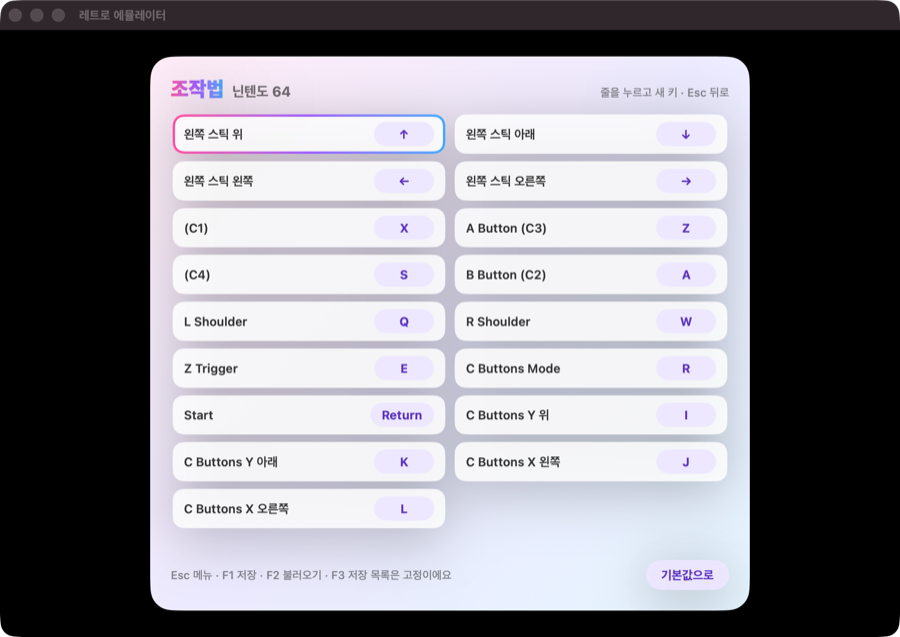 레트로 에뮬레이터
조작법 닌텐도 64
줄을 누르고 새 키 · Esc 뒤로
왼쪽 스틱 위 ↑
왼쪽 스틱 아래 ↓
왼쪽 스틱 왼쪽 ←
왼쪽 스틱 오른쪽 →
(C1) X
A Button (C3) Z
(C4) S
B Button (C2) A
L Shoulder Q
R Shoulder W
Z Trigger E
C Buttons Mode R
Start Return
C Buttons Y 위 I
C Buttons Y 아래 K
C Buttons X 왼쪽 J
C Buttons X 오른쪽 L
Esc 메뉴 · F1 저장 · F2 불러오기 · F3 저장 목록은 고정이에요
기본값으로